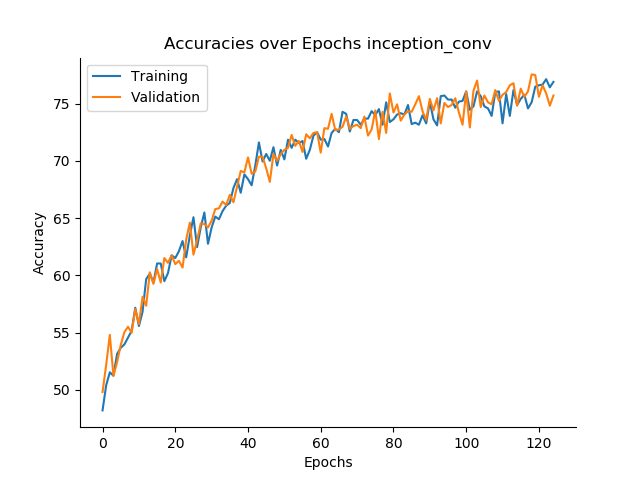 Accuracies over Epochs inception_conv
Training
Validation
75
70
65
60
55
50
Accuracy
0 20 40 60 80 100 120
Epochs